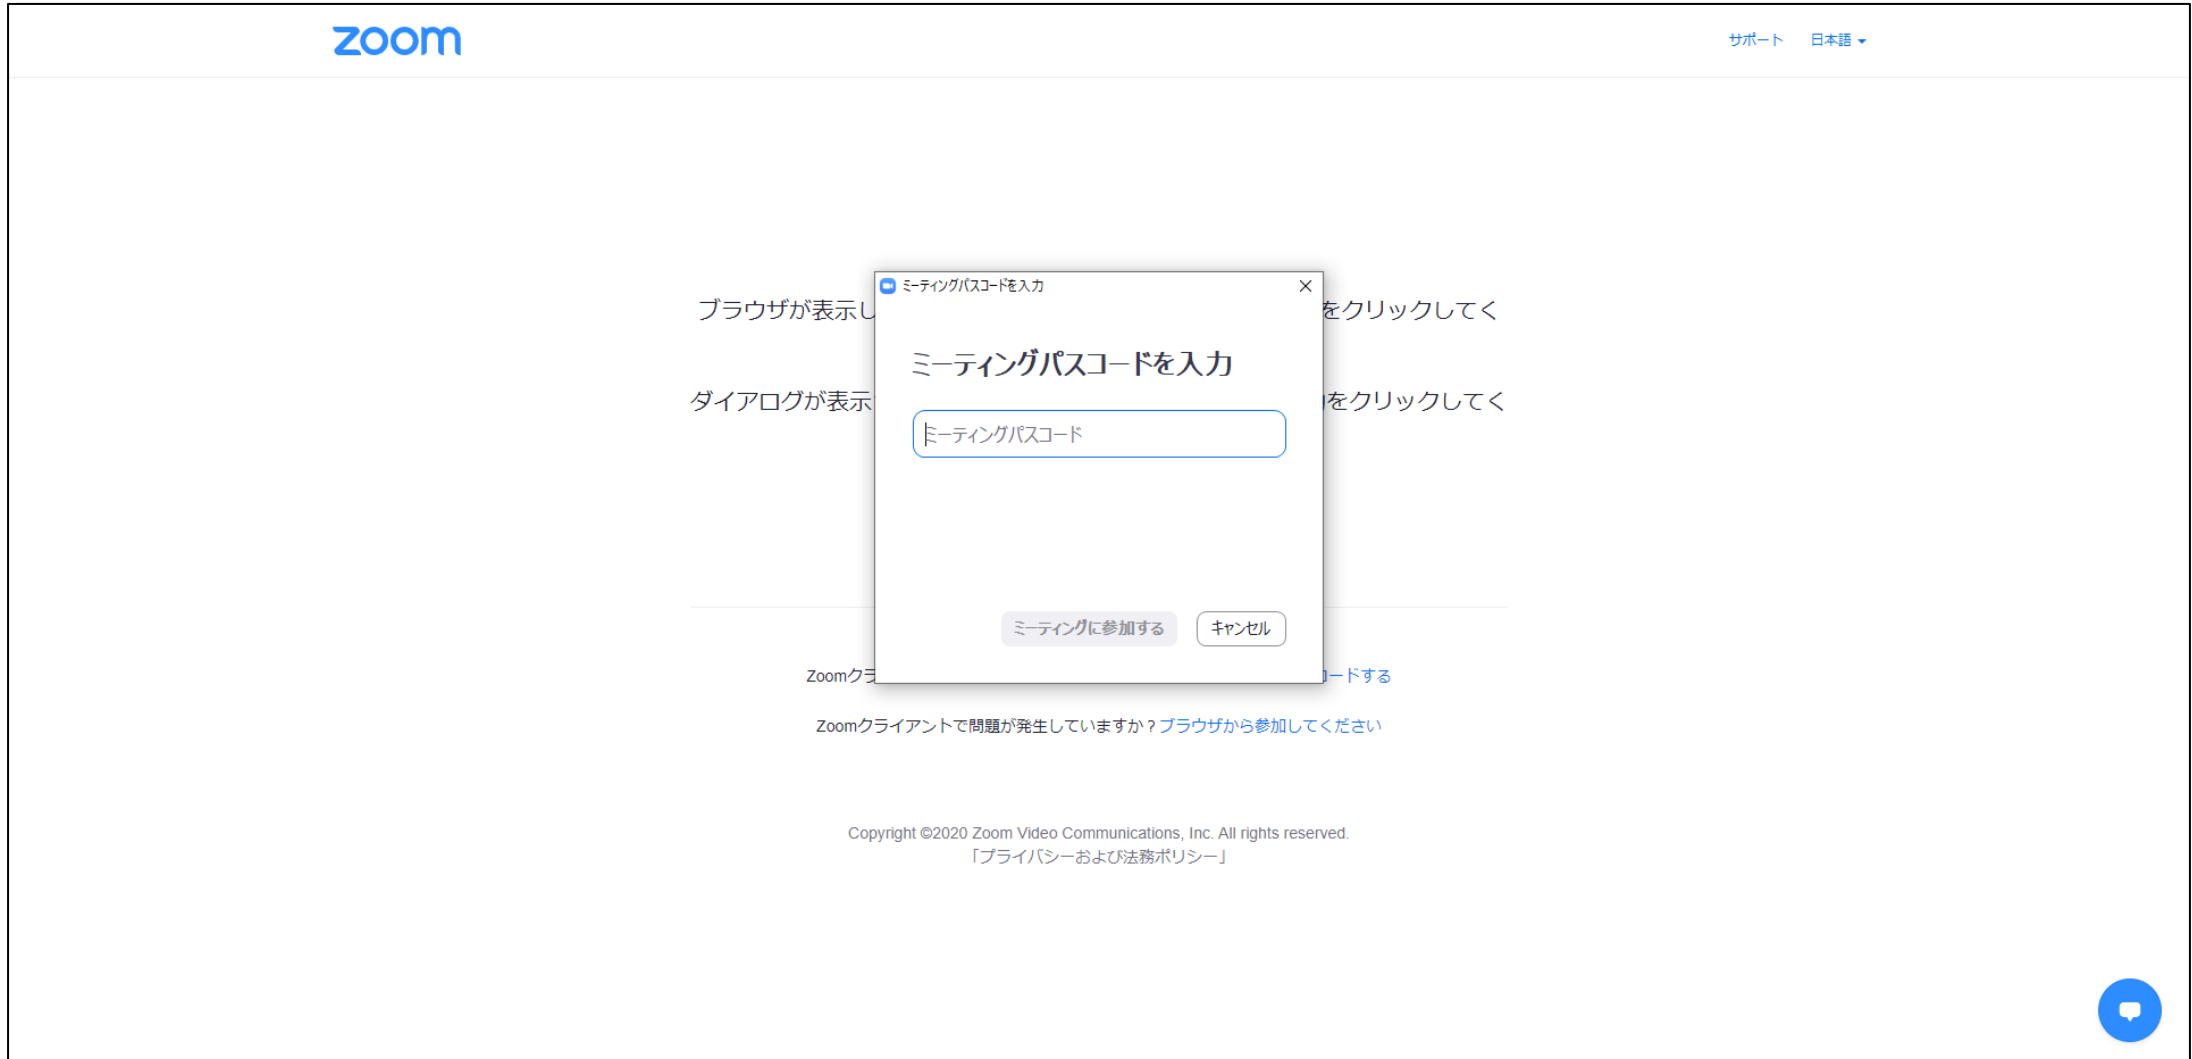 zoom
サポート 日本語
ミーティングパスコードを入力
ブラウザが表示し をクリックしてく
ミーティングパスコードを入力
ダイアログが表示 をクリックしてく
ミーティングパスコード
ミーティングに参加する キャンセル
Zoomクラ ードする
Zoomクライアントで問題が発生していますか？ブラウザから参加してください
Copyright ©2020 Zoom Video Communications, Inc. All rights reserved.
「プライバシーおよび法務ポリシー」